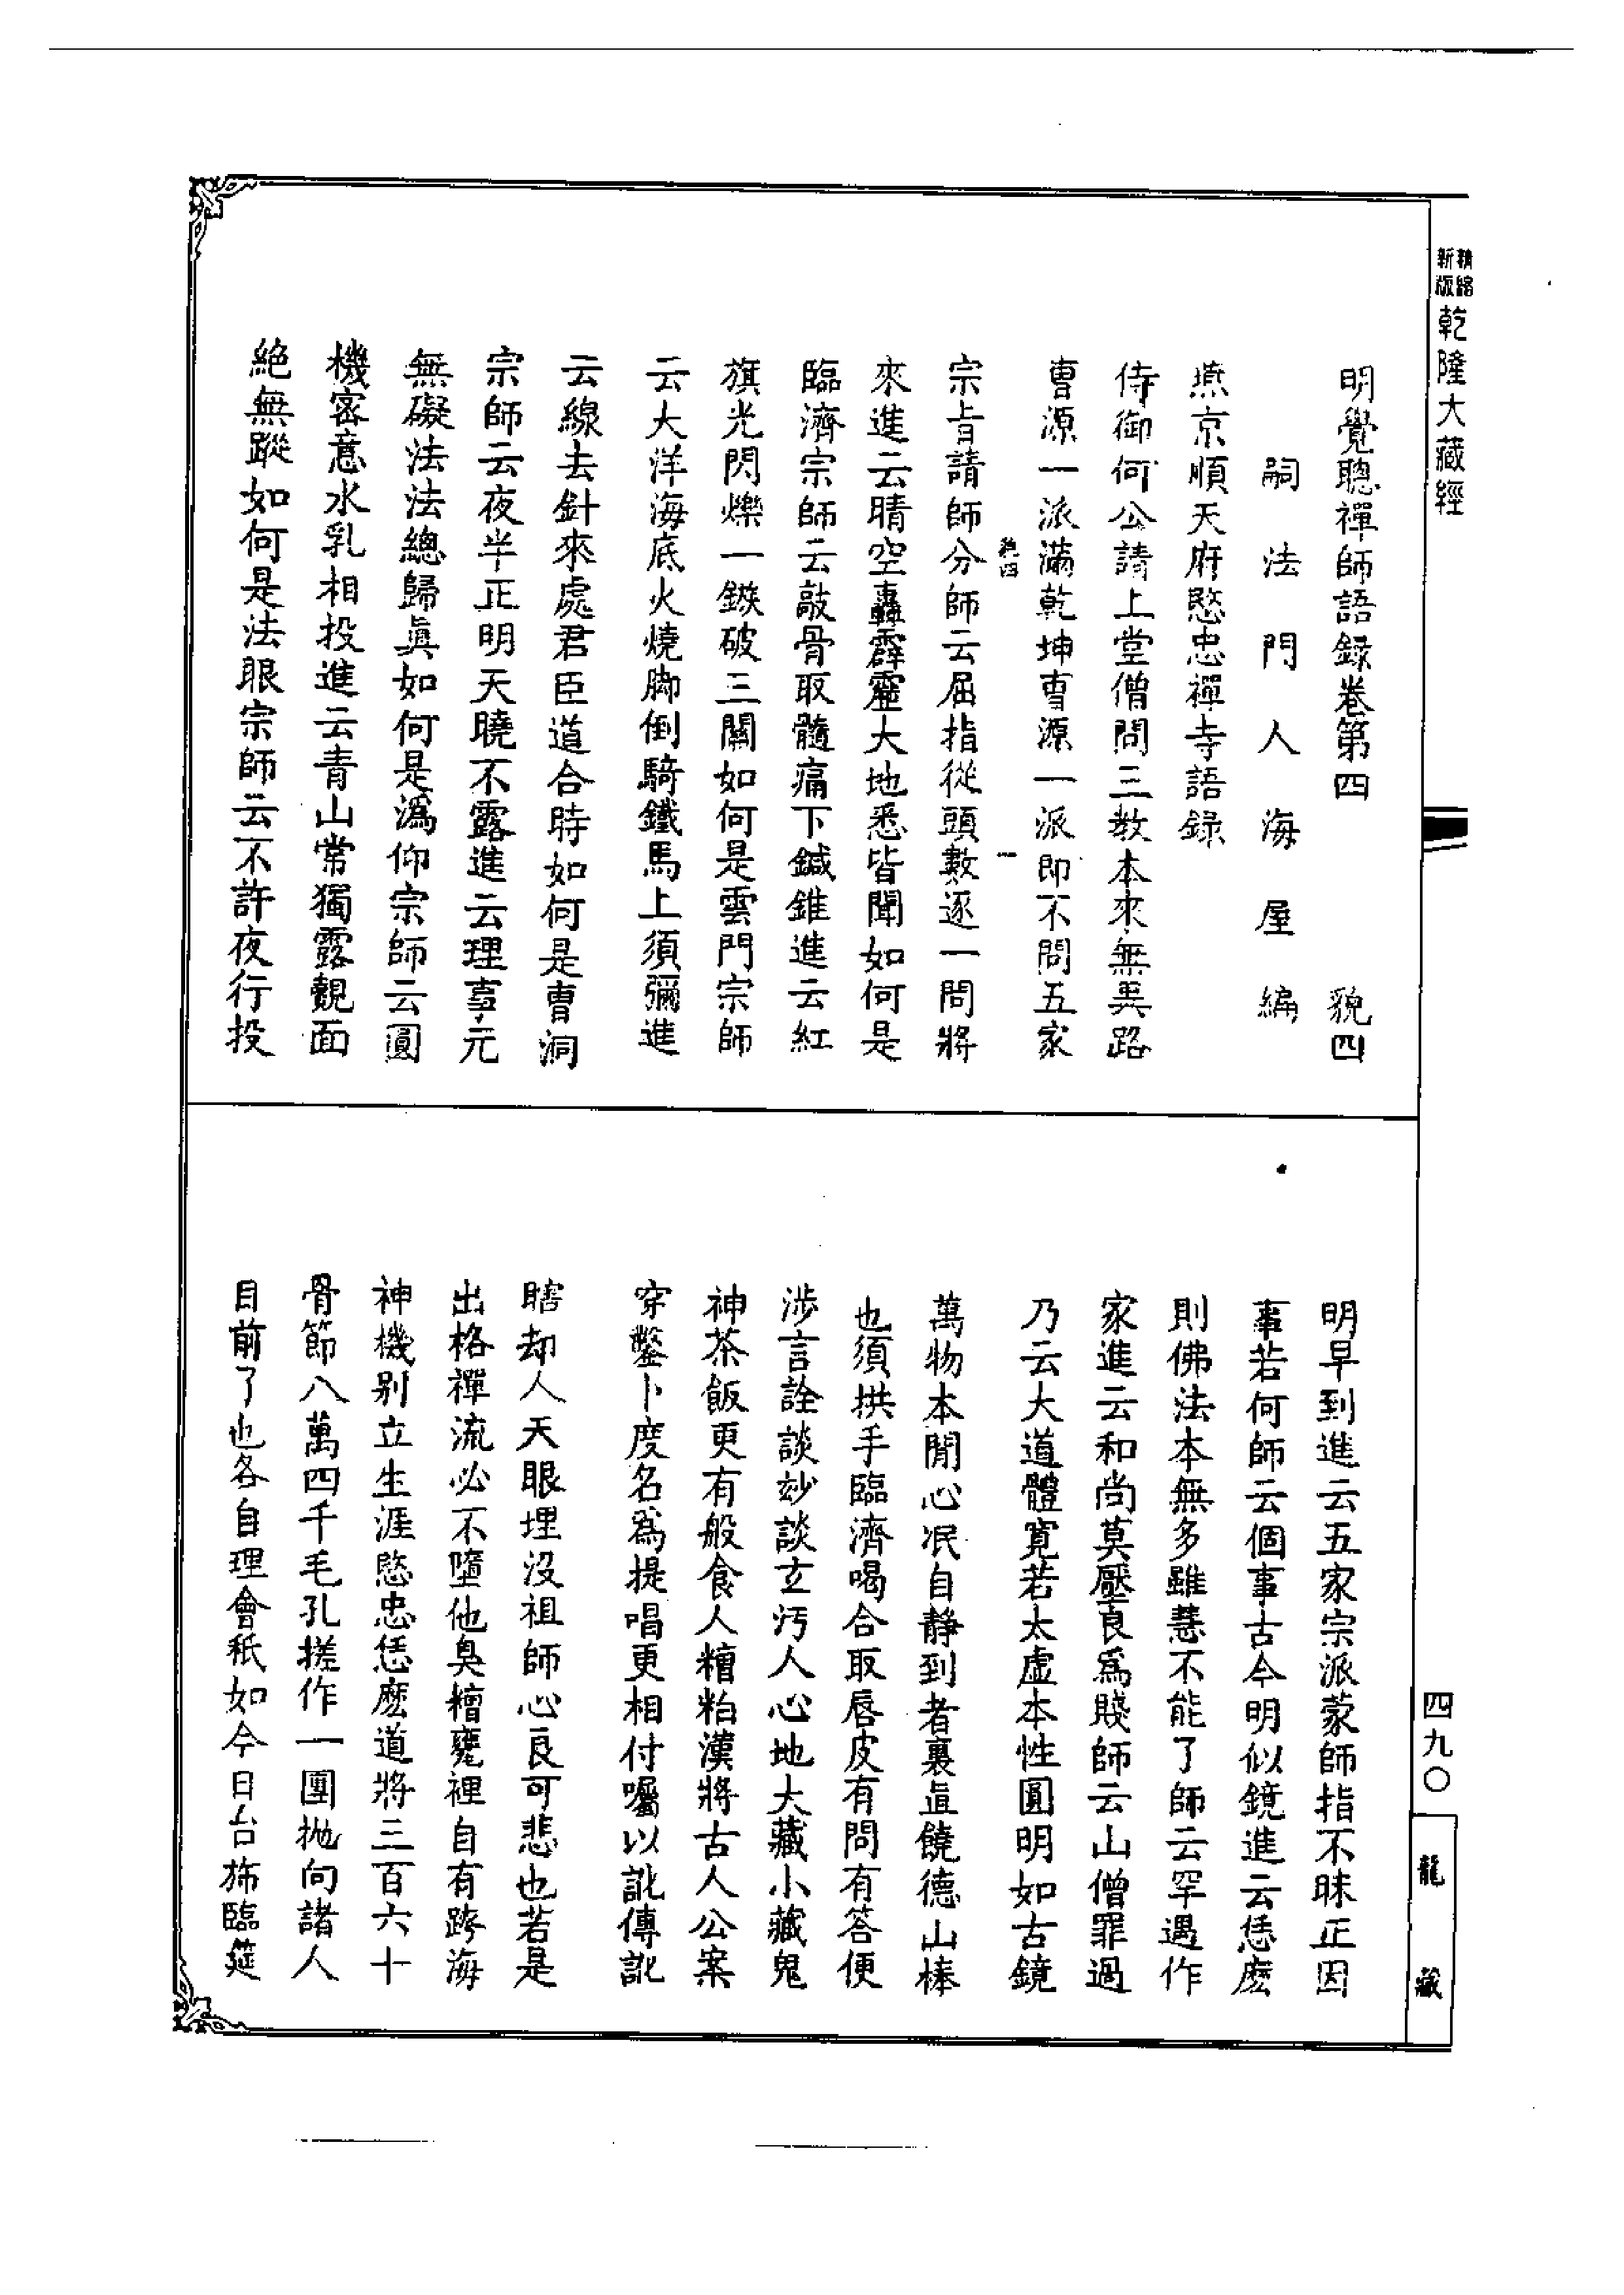 精縮新版乾隆大藏經
明覺聰禪師語錄卷第四 貌四
嗣法門人海屋編
燕京順天府愍忠禪寺語錄
侍御何公請上堂僧問三教本來無異路
曹源一派滿乾坤曹源一派即不問五家
貌四 一
宗旨請師分師云屈指從頭數逐一問將
來進云晴空轟霹靂大地悉皆聞如何是
臨濟宗師云敲骨取髓痛下鍼錐進云紅
旗光閃爍一鏃破三關如何是雲門宗師
云大洋海底火燒脚倒騎鐵馬上須彌進
云線去針來處君臣道合時如何是曹洞
宗師云夜半正明天曉不露進云理事元
無礙法法總歸眞如何是溈仰宗師云圓
機密意水乳相投進云青山常獨露覿面
絕無蹤如何是法眼宗師云不許夜行投
明早到進云五家宗派蒙師指不昧正因
事若何師云個事古今明似鏡進云恁麼
則佛法本無多雖慧不能了師云罕遇作
家進云和尚莫壓良爲賤師云山僧罪過
乃云大道體寬若太虛本性圓明如古鏡
萬物本閒心泯自靜到者裏直饒德山棒
也須拱手臨濟喝合取唇皮有問有答便
涉言詮談玅談玄汚人心地大藏小藏鬼
神茶飯更有般食人糟粕漢將古人公案
穿鑿卜度名爲提唱更相付囑以訛傳訛
瞎却人天眼埋沒祖師心良可悲也若是
出格禪流必不墮他臭糟甕裡自有跨海
神機别立生涯愍忠恁麼道將三百六十
骨節八萬四千毛孔搓作一團抛向諸人
目前了也各自理會秖如今日台斾臨筵
四九〇
龍藏